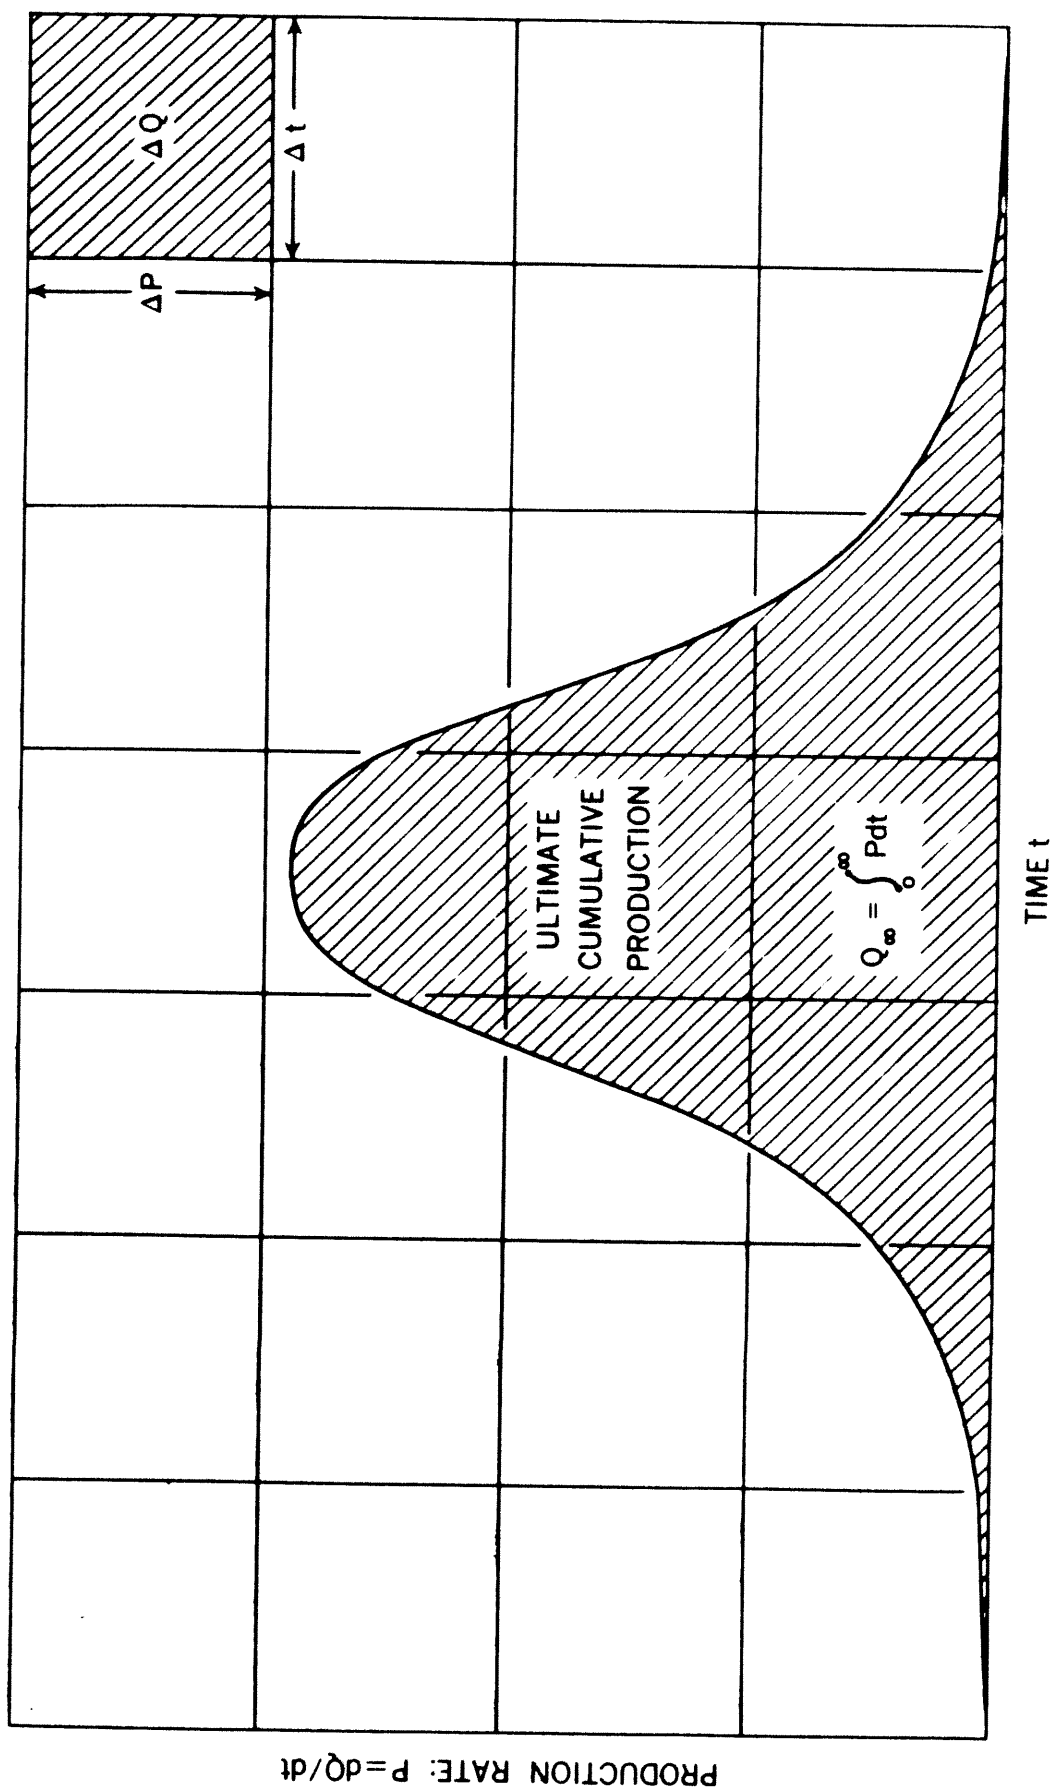 ΔQ
ΔP
Δt
ULTIMATE
CUMULATIVE
PRODUCTION
Q∞ = ∫₀^∞ Pdt
PRODUCTION RATE: P=dQ/dt
TIME t